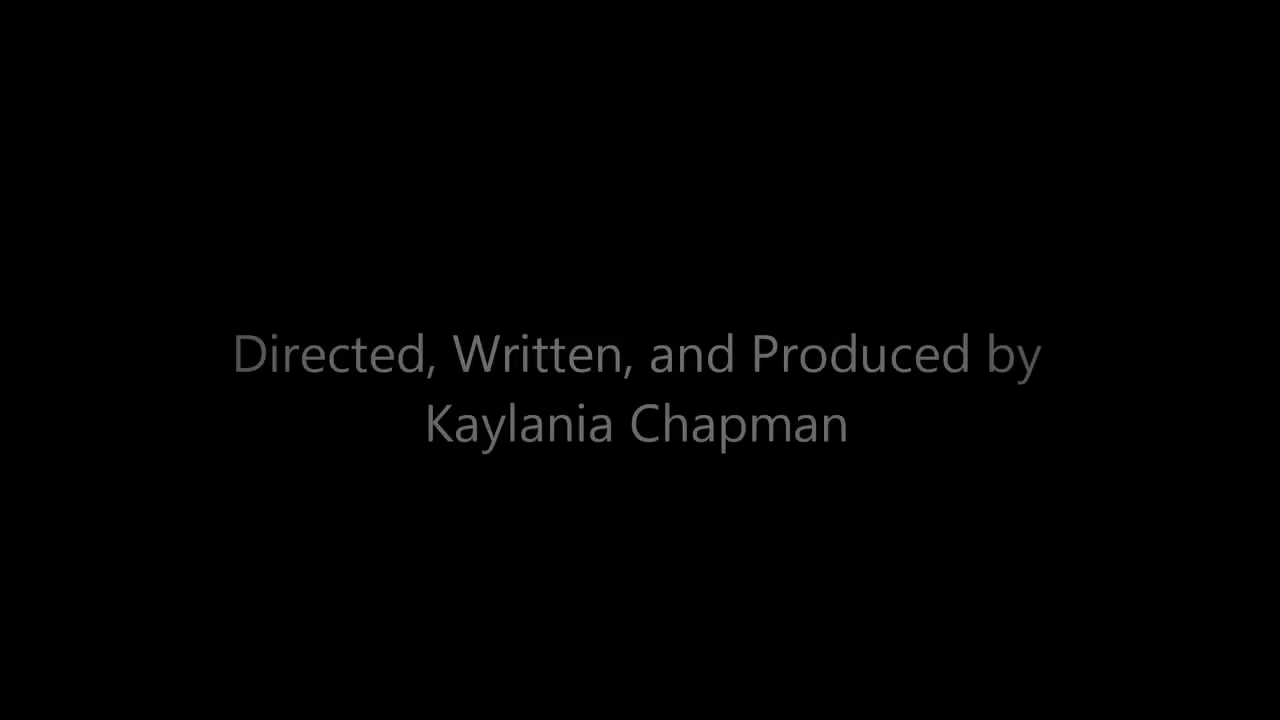 Directed, Written, and Produced by
Kaylania Chapman